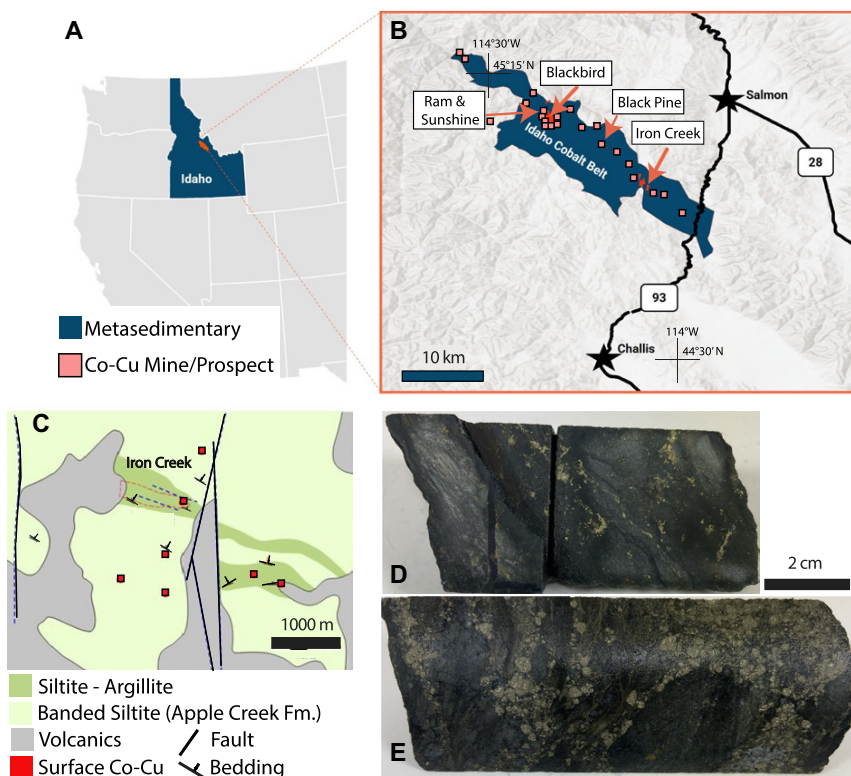 A
Idaho
Metasedimentary
Co-Cu Mine/Prospect
B
114°30'W
45°15' N
Blackbird
Ram &
Sunshine
Black Pine
Iron Creek
Idaho Cobalt Belt
Salmon
28
93
114°W
44°30' N
Challis
10 km
C
Iron Creek
1000 m
Siltite - Argillite
Banded Siltite (Apple Creek Fm.)
Volcanics
Fault
Surface Co-Cu
Bedding
D
2 cm
E